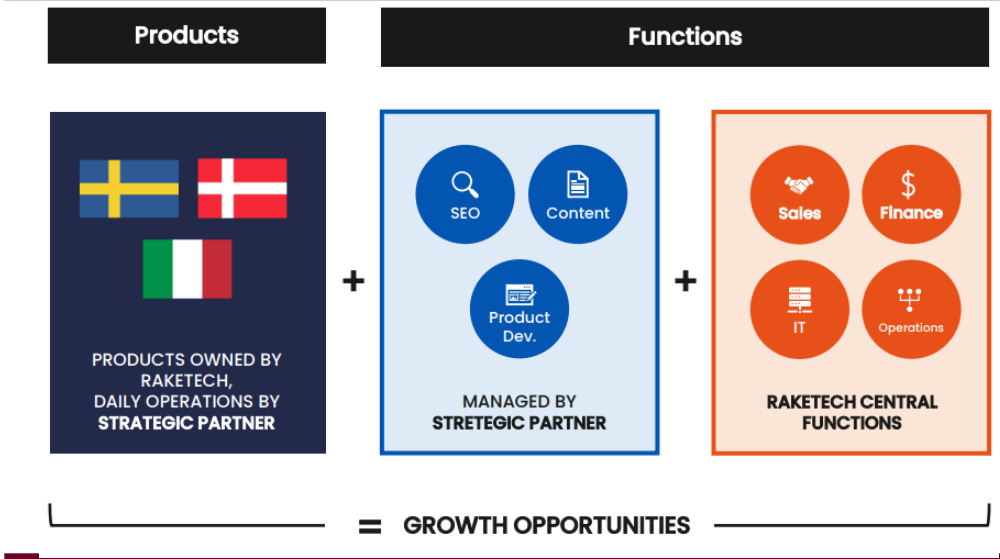 Products
Functions
PRODUCTS OWNED BY
RAKETECH,
DAILY OPERATIONS BY
STRATEGIC PARTNER
+
SEO
Content
Product
Dev.
MANAGED BY
STRETEGIC PARTNER
+
$
Sales
Finance
IT
Operations
RAKETECH CENTRAL
FUNCTIONS
= GROWTH OPPORTUNITIES